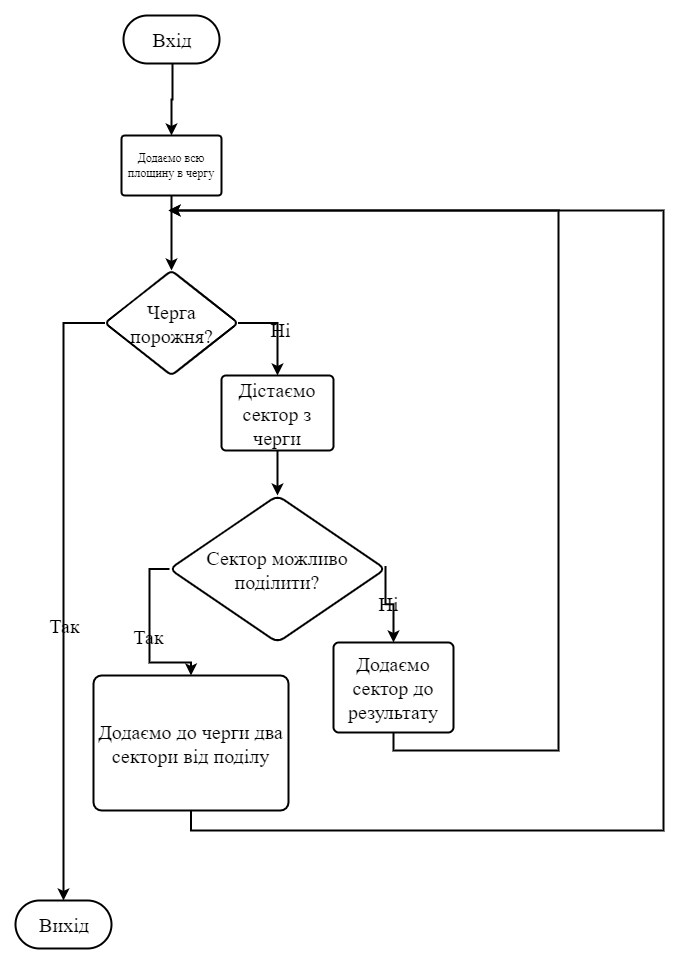 Вхід
Додаємо всю
площину в чергу
Черга
порожня?
Ні
Дістаємо
сектор з
черги
Сектор можливо
поділити?
Ні
Так
Так
Додаємо
сектор до
результату
Додаємо до черги два
сектори від поділу
Вихід